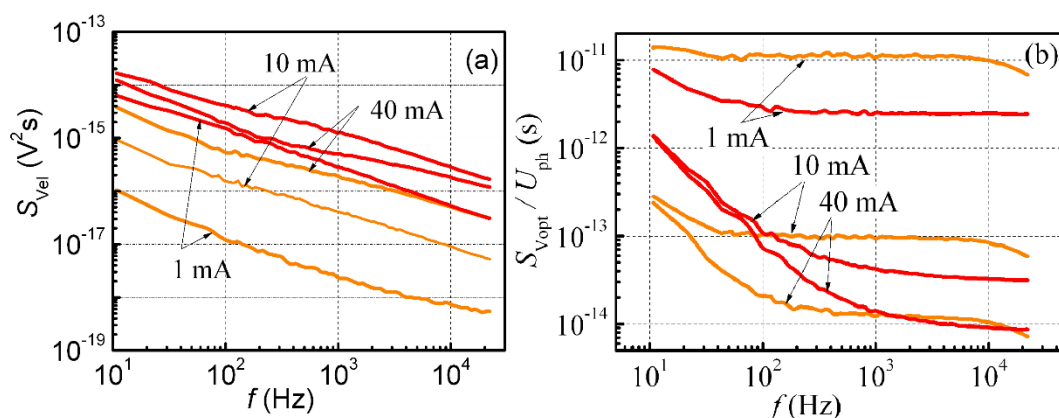 (a)
S_Vel (V²s)
10⁻¹³
10⁻¹⁵
10⁻¹⁷
10⁻¹⁹
10 mA
40 mA
1 mA
10¹ 10² 10³ 10⁴
f (Hz)
(b)
S_Vopt / U_ph (s)
10⁻¹¹
10⁻¹²
10⁻¹³
10⁻¹⁴
1 mA
10 mA
40 mA
10¹ 10² 10³ 10⁴
f (Hz)